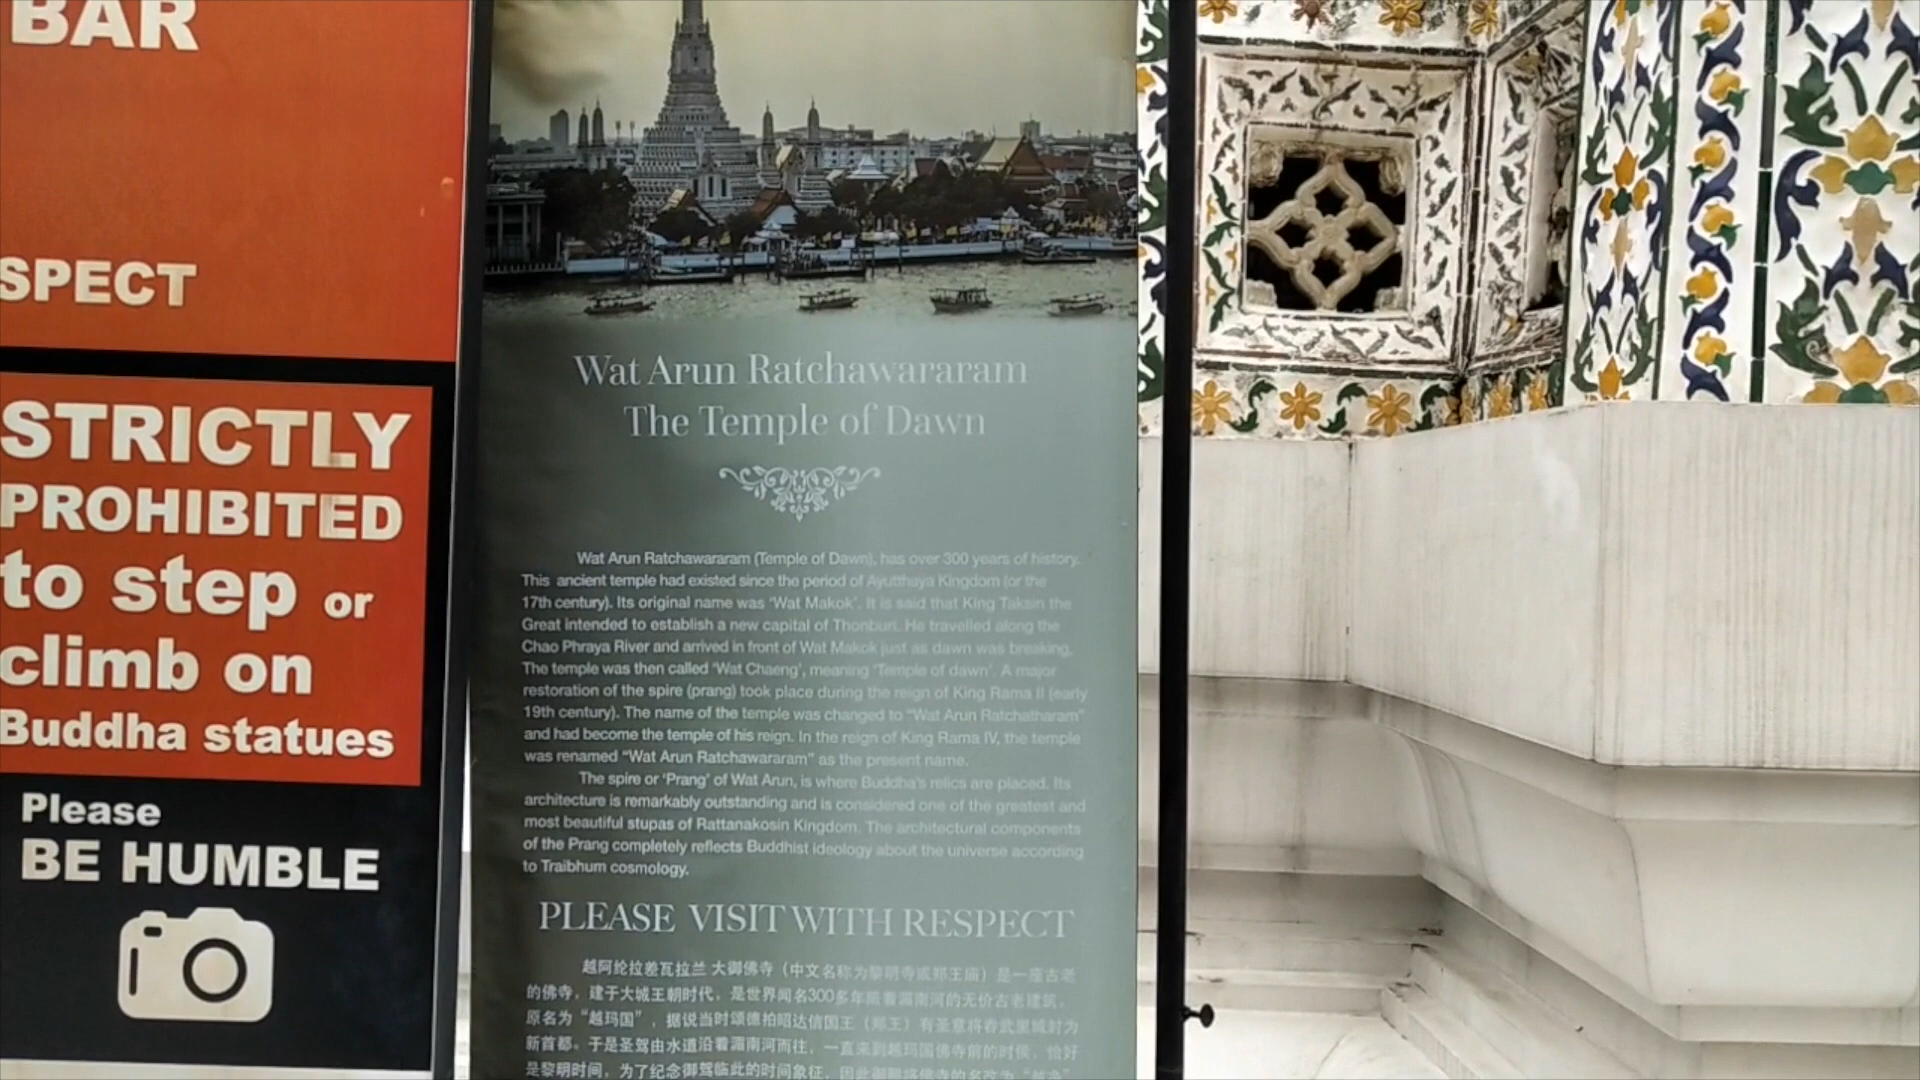 BAR
SPECT
STRICTLY
PROHIBITED
to step or
climb on
Buddha statues
Please
BE HUMBLE
Wat Arun Ratchawararam
The Temple of Dawn
Wat Arun Ratchawararam (Temple of Dawn), has over 300 years of history.
This ancient temple had existed since the period of Ayutthaya Kingdom (or the
17th century). Its original name was ‘Wat Makok’. It is said that King Taksin the
Great intended to establish a new capital of Thonburi. He travelled along the
Chao Phraya River and arrived in front of Wat Makok just as dawn was breaking.
The temple was then called ‘Wat Chaeng’, meaning ‘Temple of dawn’. A major
restoration of the spire (prang) took place during the reign of King Rama II (early
19th century). The name of the temple was changed to “Wat Arun Ratchatharam”
and had become the temple of his reign. In the reign of King Rama IV, the temple
was renamed “Wat Arun Ratchawararam” as the present name.
The spire or ‘Prang’ of Wat Arun, is where Buddha’s relics are placed. Its
architecture is remarkably outstanding and is considered one of the greatest and
most beautiful stupas of Rattanakosin Kingdom. The architectural components
of the Prang completely reflects Buddhist ideology about the universe according
to Traibhum cosmology.
PLEASE VISIT WITH RESPECT
越阿纶拉差瓦拉兰 大御佛寺（中文名称为黎明寺或郑王庙）是一座古老
的佛寺，建于大城王朝时代，是世界闻名300多年隔着湄南河的无价古老建筑。
原名为“越玛国”，据说当时颂德拍昭达信国王（郑王）有圣意将吞武里城封为
新首都。于是圣驾由水道沿着湄南河而往，一直来到越玛国佛寺前的时候，恰好
是黎明时间，为了纪念御驾临此的时间象征，因此御赐将佛寺的名改为